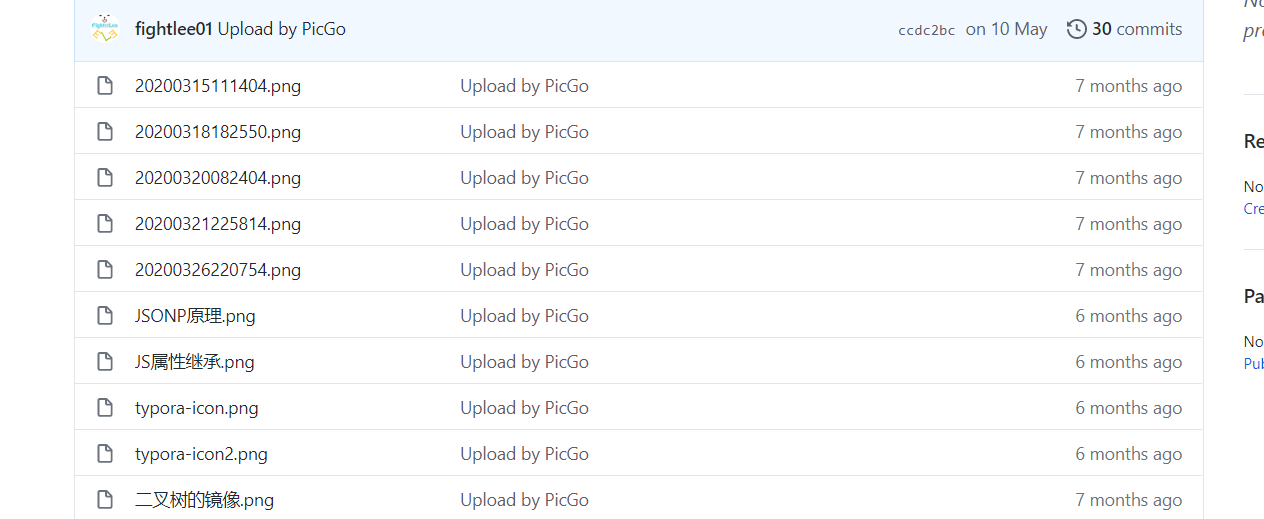 No
fightlee01 Upload by PicGo ccdc2bc on 10 May 30 commits
pre
20200315111404.png Upload by PicGo 7 months ago
20200318182550.png Upload by PicGo 7 months ago
Re
20200320082404.png Upload by PicGo 7 months ago
No
Cre
20200321225814.png Upload by PicGo 7 months ago
20200326220754.png Upload by PicGo 7 months ago
Pa
JSONP原理.png Upload by PicGo 6 months ago
No
JS属性继承.png Upload by PicGo 6 months ago
Pub
typora-icon.png Upload by PicGo 6 months ago
typora-icon2.png Upload by PicGo 6 months ago
二叉树的镜像.png Upload by PicGo 7 months ago